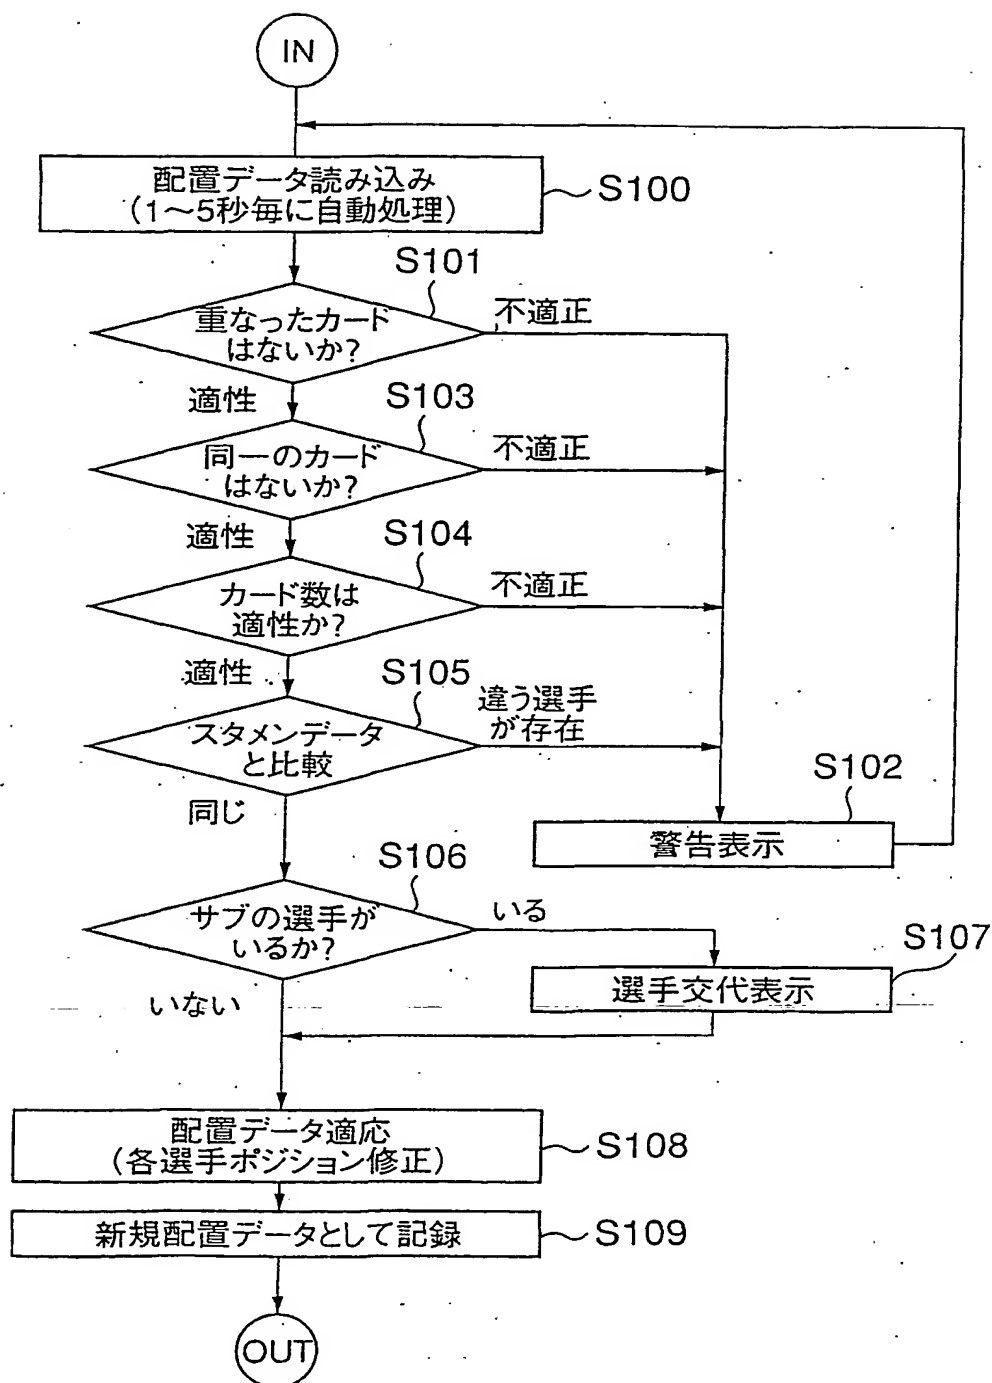 IN
配置データ読み込み
(1～5秒毎に自動処理)
S100
S101
重なったカード
はないか?
不適正
適性
S103
同一のカード
はないか?
不適正
適性
S104
カード数は
適性か?
不適正
適性
S105
スタメンデータ
と比較
違う選手
が存在
同じ
S102
警告表示
S106
サブの選手が
いるか?
いる
S107
選手交代表示
いない
配置データ適応
(各選手ポジション修正)
S108
新規配置データとして記録
S109
OUT